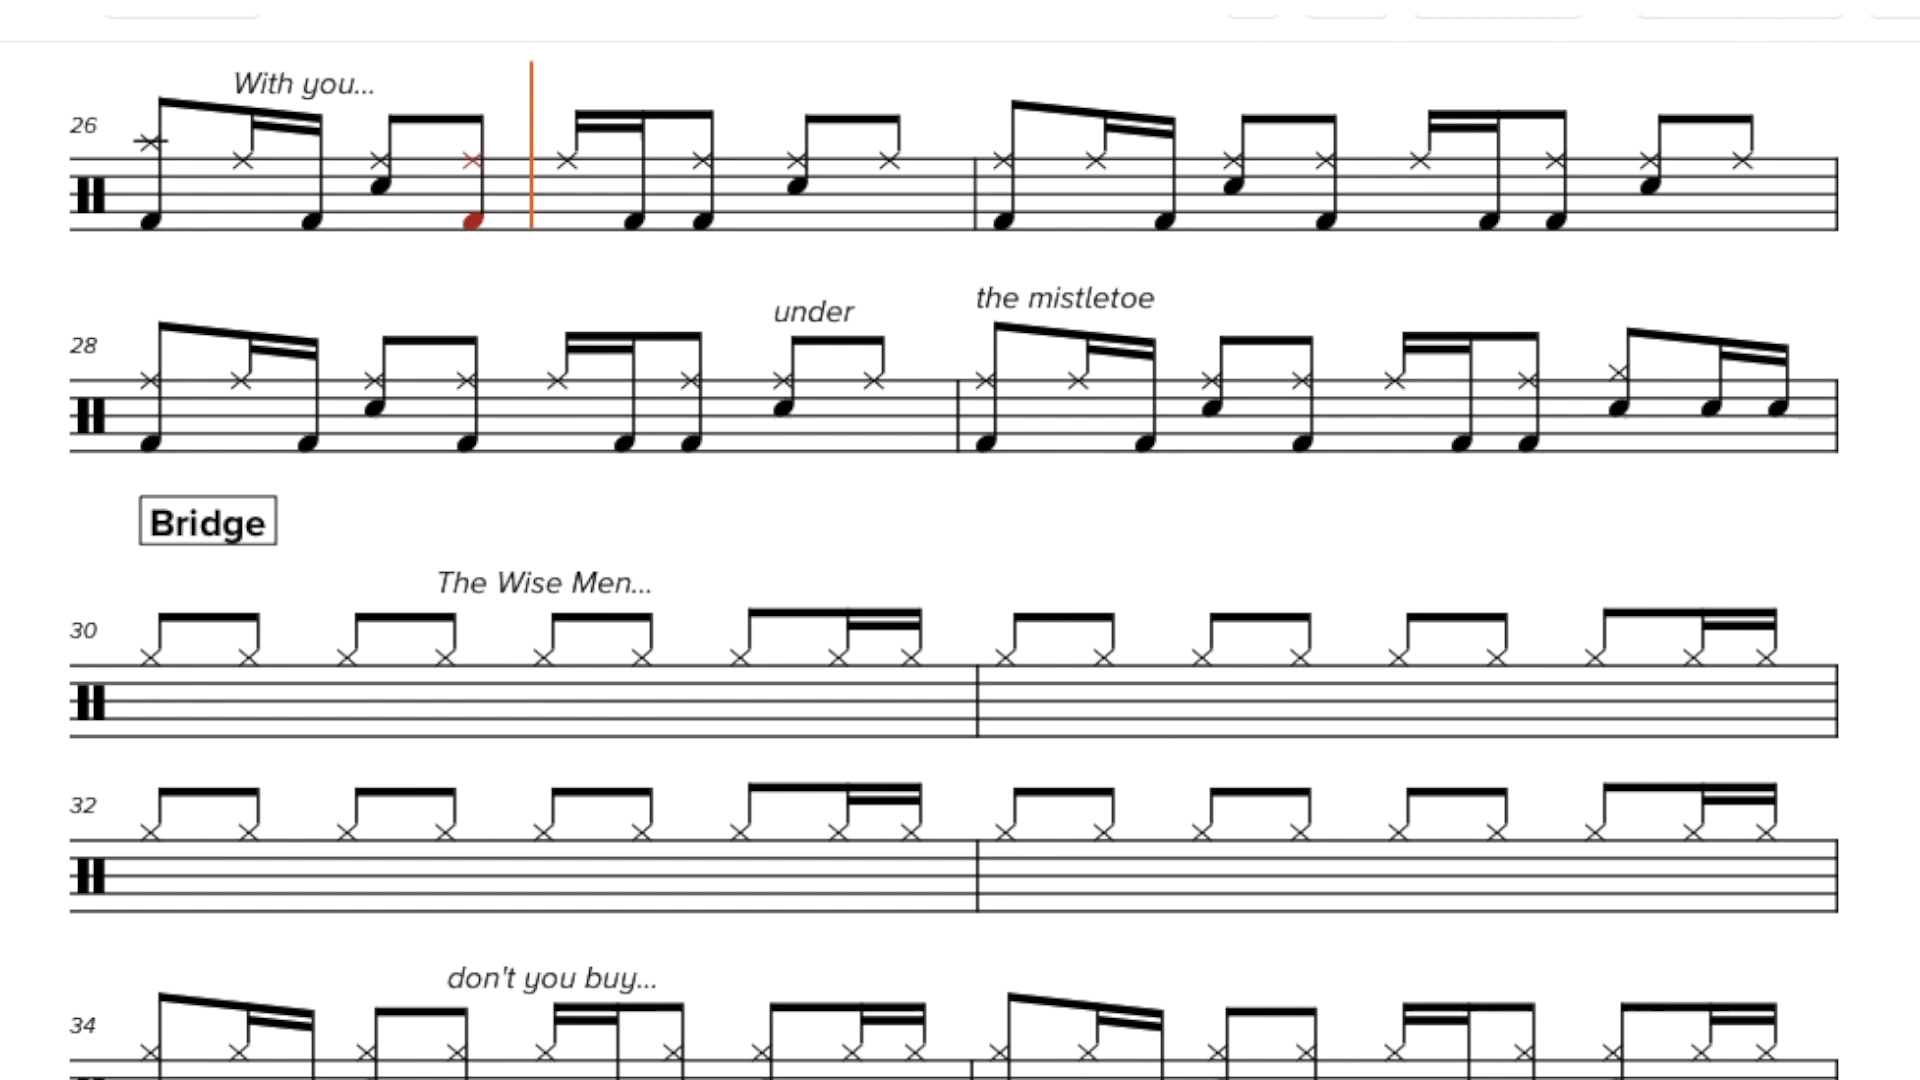 With you...
26
under
the mistletoe
28
Bridge
The Wise Men...
30
32
don't you buy...
34